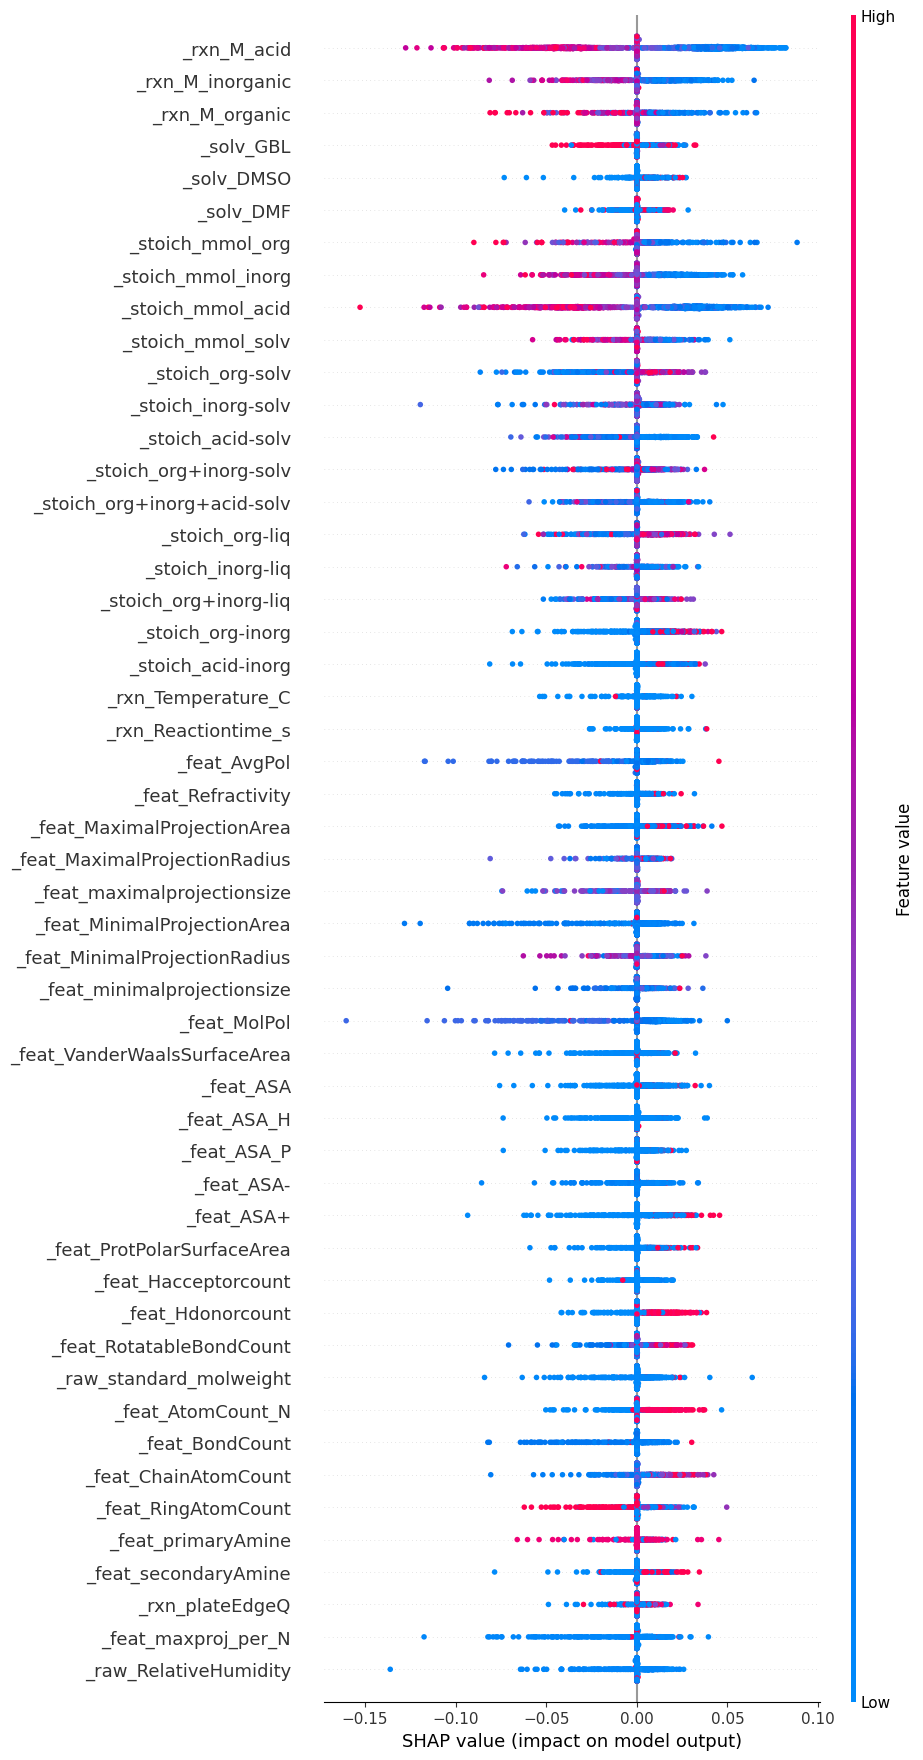 High
_rxn_M_acid
_rxn_M_inorganic
_rxn_M_organic
_solv_GBL
_solv_DMSO
_solv_DMF
_stoich_mmol_org
_stoich_mmol_inorg
_stoich_mmol_acid
_stoich_mmol_solv
_stoich_org-solv
_stoich_inorg-solv
_stoich_acid-solv
_stoich_org+inorg-solv
_stoich_org+inorg+acid-solv
_stoich_org-liq
_stoich_inorg-liq
_stoich_org+inorg-liq
_stoich_org-inorg
_stoich_acid-inorg
_rxn_Temperature_C
_rxn_Reactiontime_s
_feat_AvgPol
_feat_Refractivity
_feat_MaximalProjectionArea
_feat_MaximalProjectionRadius
_feat_maximalprojectionsize
_feat_MinimalProjectionArea
_feat_MinimalProjectionRadius
_feat_minimalprojectionsize
_feat_MolPol
_feat_VanderWaalsSurfaceArea
_feat_ASA
_feat_ASA_H
_feat_ASA_P
_feat_ASA-
_feat_ASA+
_feat_ProtPolarSurfaceArea
_feat_Hacceptorcount
_feat_Hdonorcount
_feat_RotatableBondCount
_raw_standard_molweight
_feat_AtomCount_N
_feat_BondCount
_feat_ChainAtomCount
_feat_RingAtomCount
_feat_primaryAmine
_feat_secondaryAmine
_rxn_plateEdgeQ
_feat_maxproj_per_N
_raw_RelativeHumidity
Feature value
Low
−0.15 −0.10 −0.05 0.00 0.05 0.10
SHAP value (impact on model output)